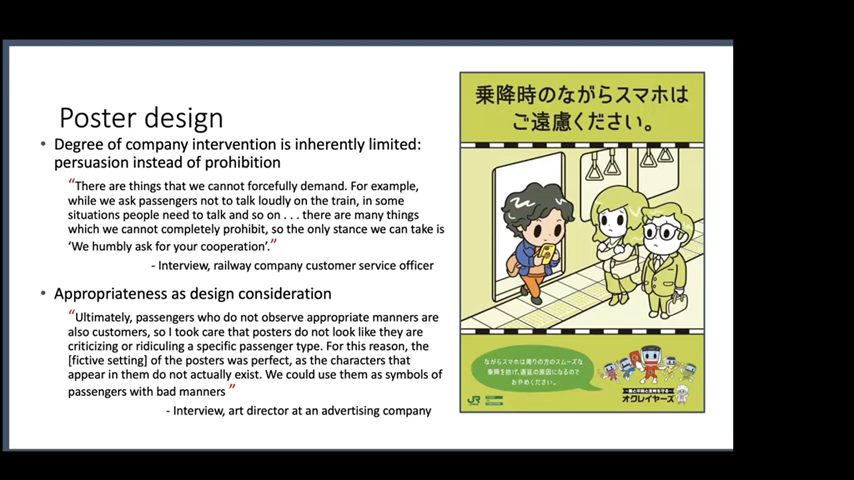 Poster design
• Degree of company intervention is inherently limited:
persuasion instead of prohibition
“There are things that we cannot forcefully demand. For example,
while we ask passengers not to talk loudly on the train, in some
situations people need to talk and so on . . . there are many things
which we cannot completely prohibit, so the only stance we can take is
‘We humbly ask for your cooperation’.”
- Interview, railway company customer service officer
• Appropriateness as design consideration
“Ultimately, passengers who do not observe appropriate manners are
also customers, so I took care that posters do not look like they are
criticizing or ridiculing a specific passenger type. For this reason, the
[fictive setting] of the posters was perfect, as the characters that
appear in them do not actually exist. We could use them as symbols of
passengers with bad manners ”
- Interview, art director at an advertising company
乗降時のながらスマホは
ご遠慮ください。
ながらスマホは周りの方のスムーズな
乗降を妨げ、遅延の原因になるので
おやめください。
JR
オクレイヤーズ